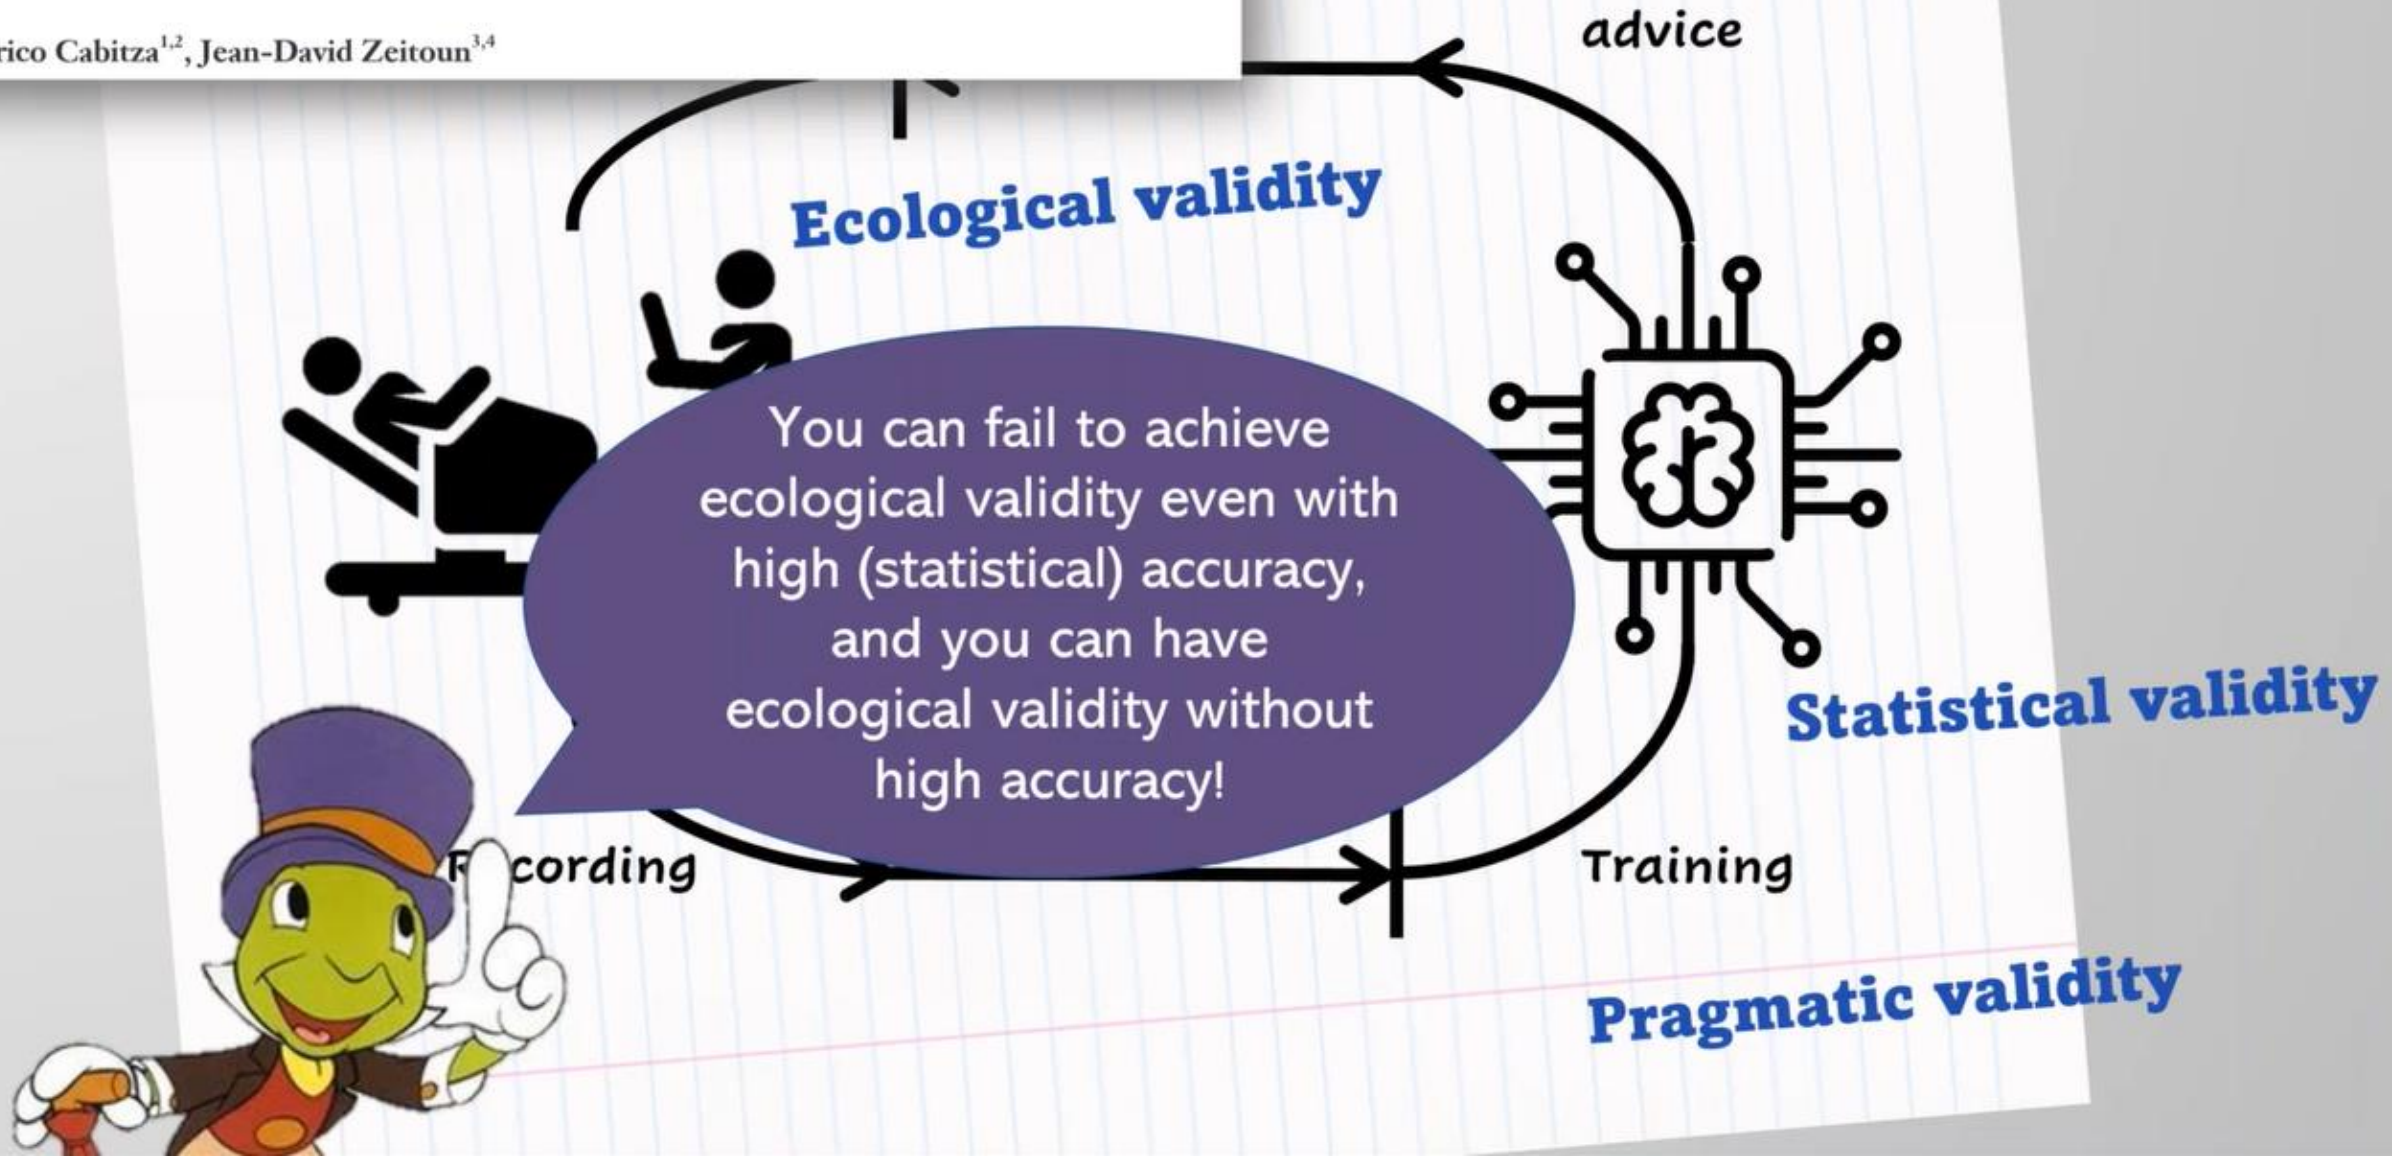 rico Cabitza1,2, Jean-David Zeitoun3,4
advice
Ecological validity
You can fail to achieve
ecological validity even with
high (statistical) accuracy,
and you can have
ecological validity without
high accuracy!
Statistical validity
R cording
Training
Pragmatic validity